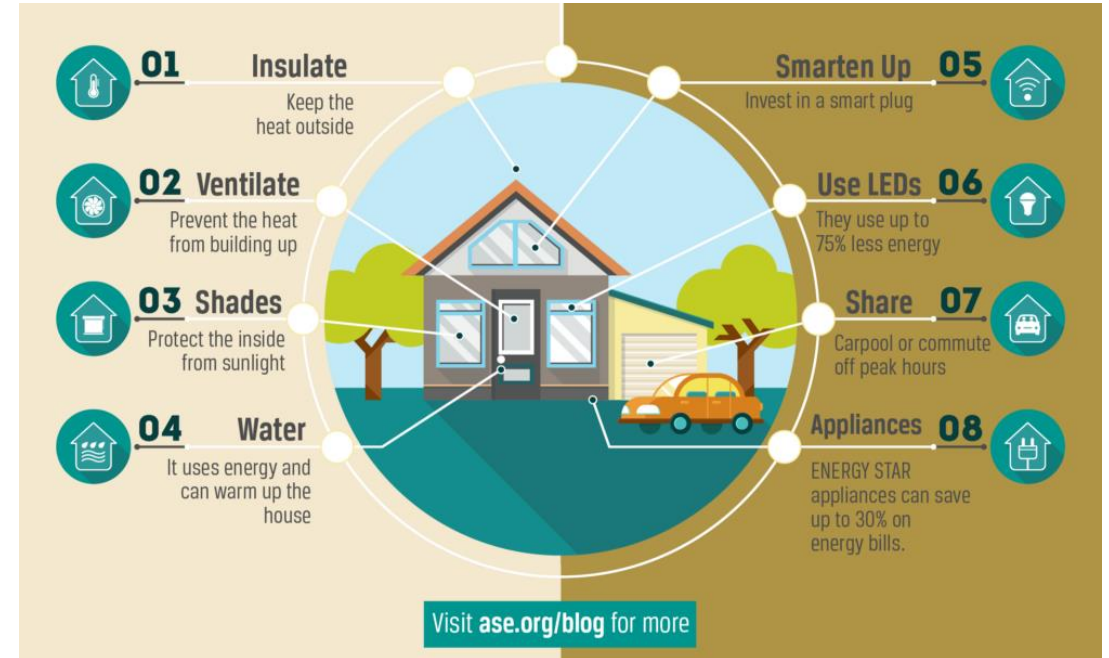 01 Insulate
Keep the
heat outside
02 Ventilate
Prevent the heat
from building up
03 Shades
Protect the inside
from sunlight
04 Water
It uses energy and
can warm up the
house
Smarten Up 05
Invest in a smart plug
Use LEDs 06
They use up to
75% less energy
Share 07
Carpool or commute
off peak hours
Appliances 08
ENERGY STAR
appliances can save
up to 30% on
energy bills.
Visit ase.org/blog for more